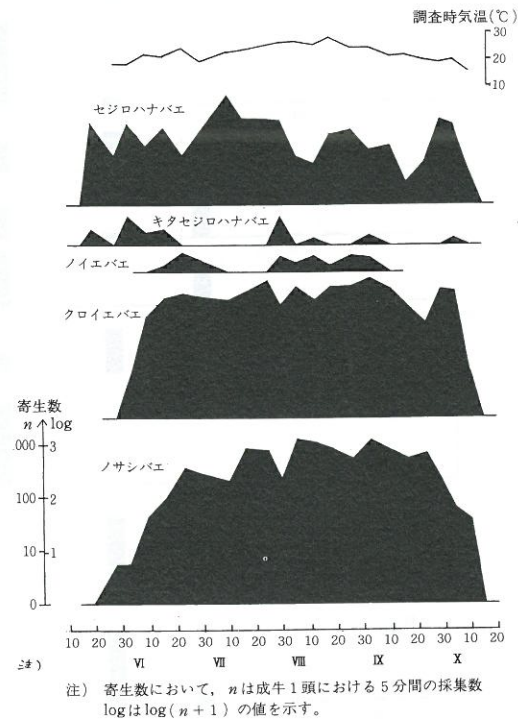 調査時気温(℃)
30
20
10
セジロハナバエ
キタセジロハナバエ
ノイエバエ
クロイエバエ
寄生数
n log
000 3
ノサシバエ
100 2
10 1
0
10 20 30 10 20 30 10 20 30 10 20 30 10 20 30 10 20
注) VI VII VIII IX X
注) 寄生数において, nは成牛1頭における5分間の採集数
logはlog(n+1)の値を示す。